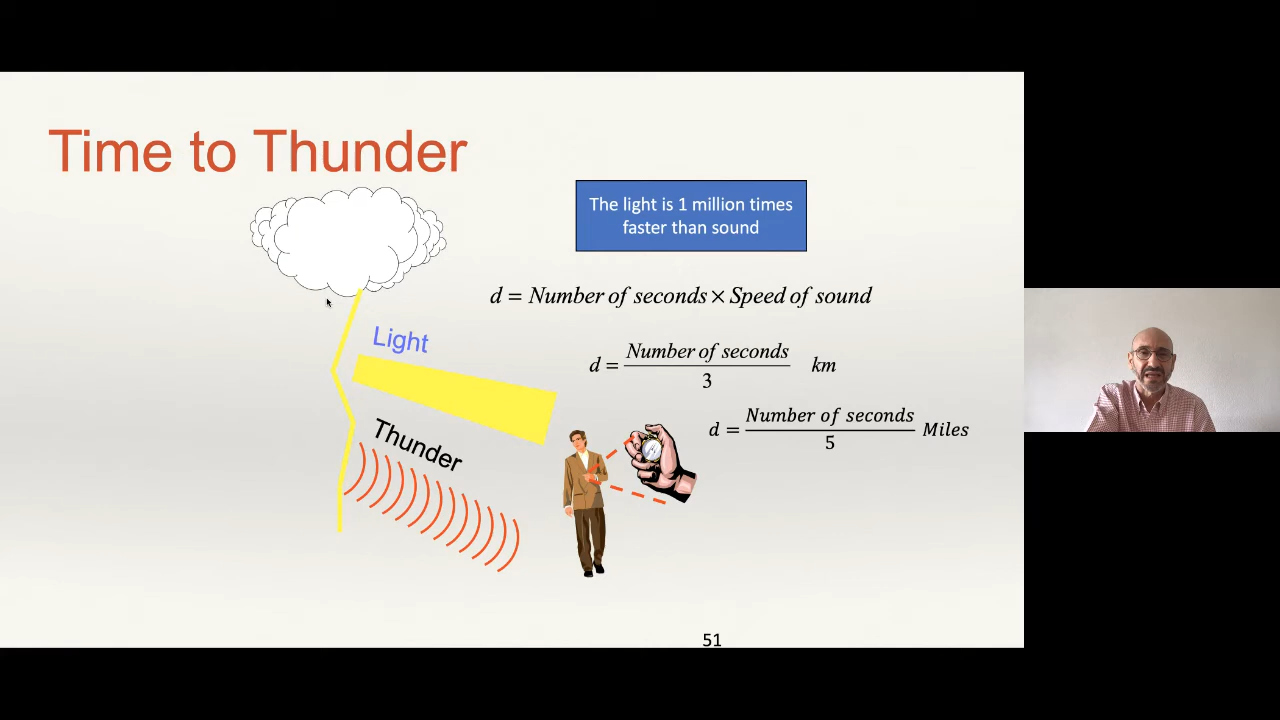 Time to Thunder
The light is 1 million times
faster than sound
d = Number of seconds × Speed of sound
Light
d = Number of seconds / 3 km
Thunder
d = Number of seconds / 5 Miles
51